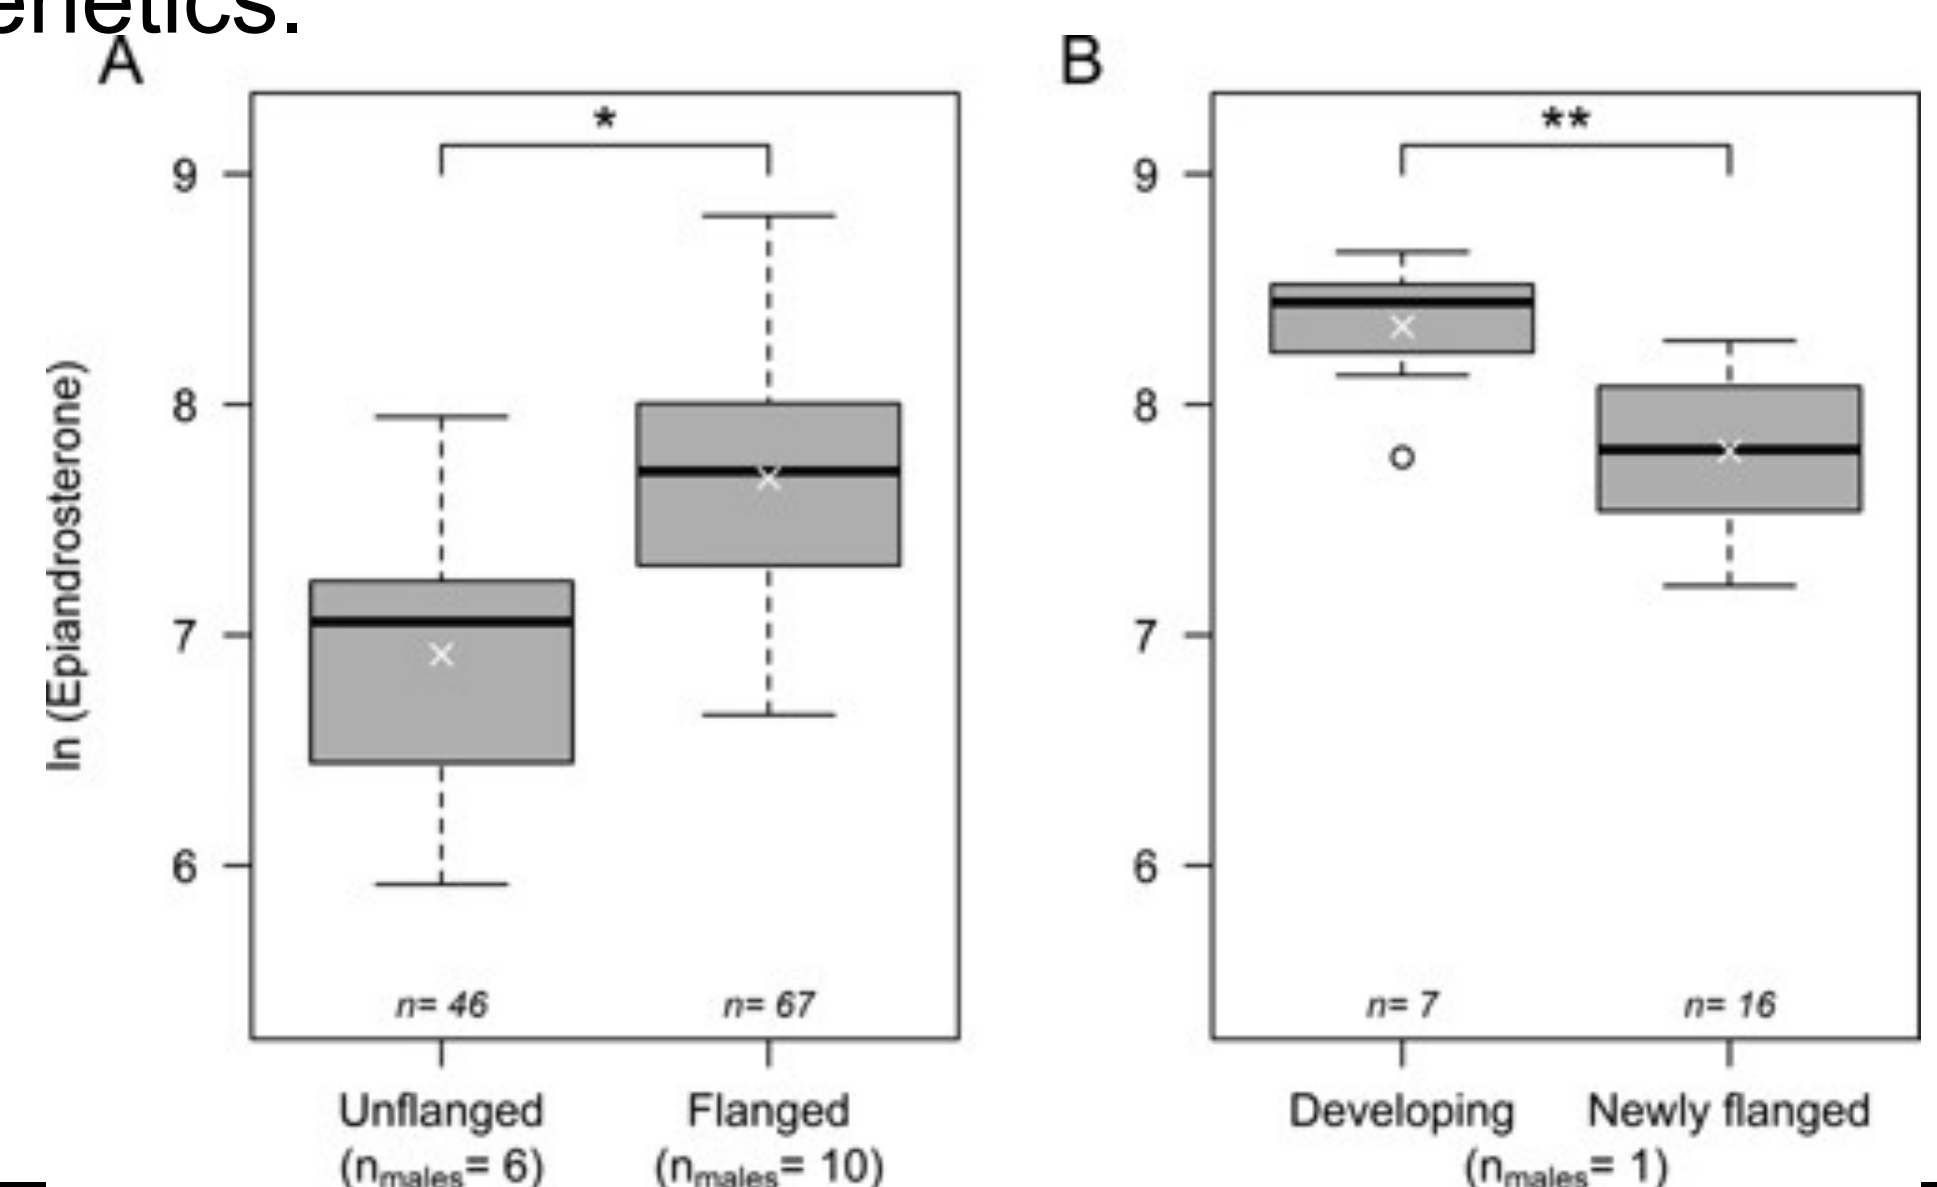 enetics.
A
B
*
**
9
8
7
6
9
8
7
6
ln (Epiandrosterone)
n= 46
n= 67
n= 7
n= 16
Unflanged
Flanged
Developing
Newly flanged
(nmales= 6)
(nmales= 10)
(nmales= 1)